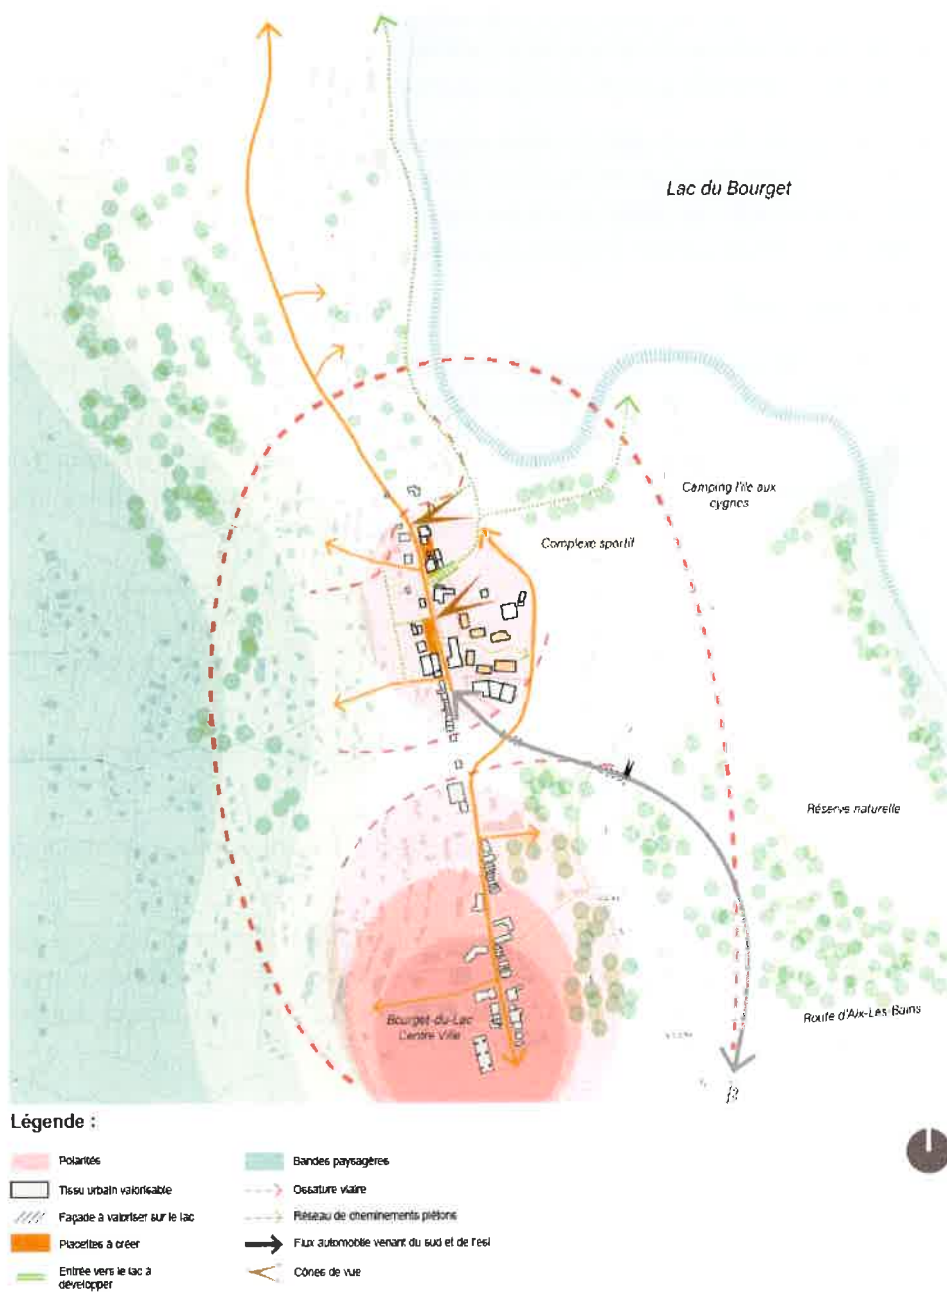 Lac du Bourget
Camping l'île aux
cygnes
Complexe sportif
Réserve naturelle
Route d'Aix-Les-Bains
Bourget-du-Lac
Centre Ville
Légende :
Polarités
Tissu urbain valorisable
Façade à valoriser sur le lac
Placettes à créer
Entrée vers le lac à
développer
Bandes paysagères
Ossature viaire
Réseau de cheminements piétons
Flux automobile venant du sud et de l'est
Cônes de vue